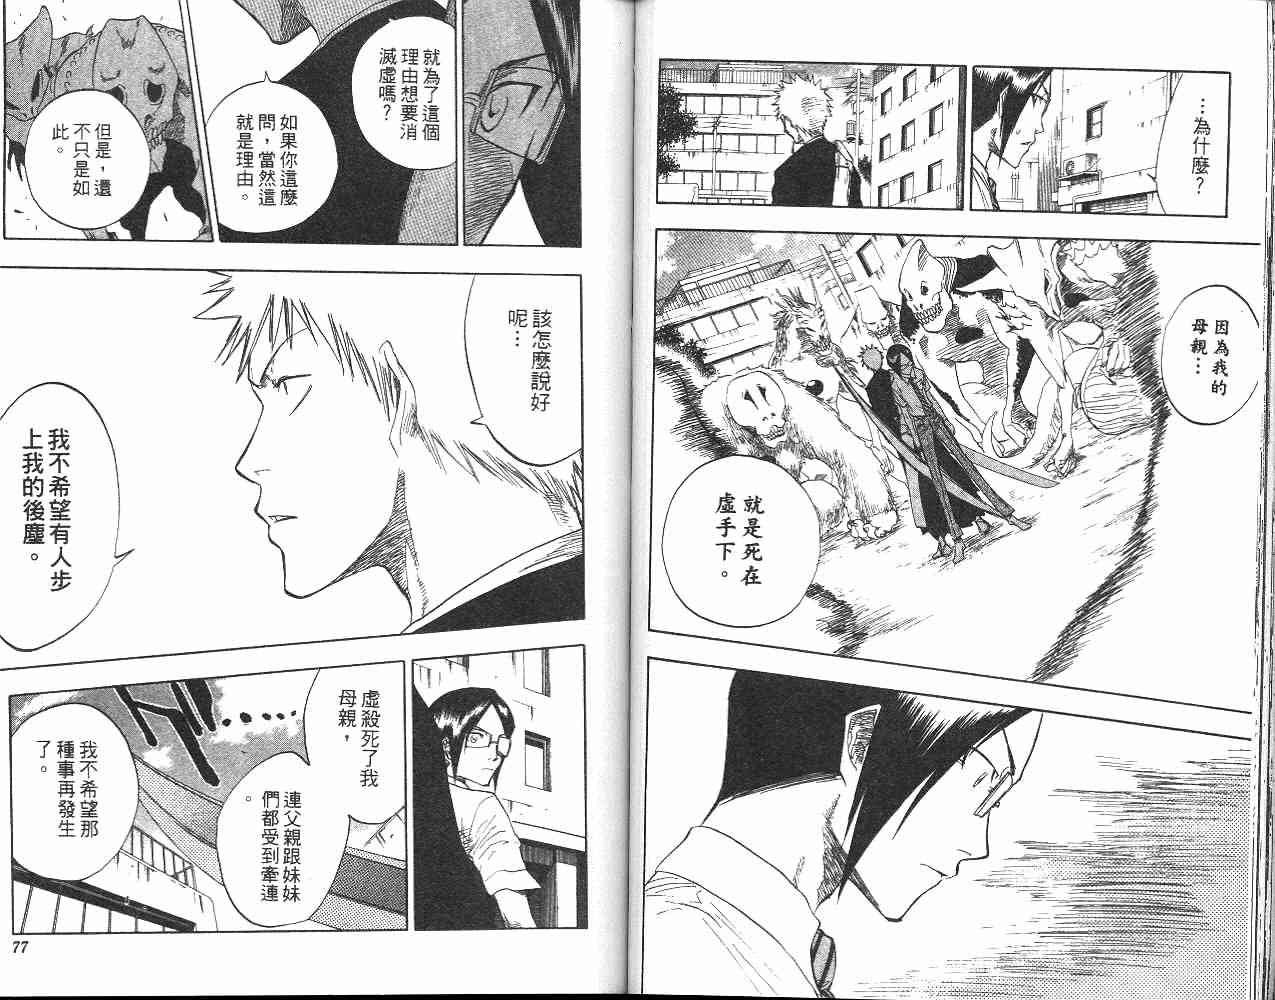 …為什麼?
因為我的
母親…
就是死在
虛手下。
就為了這個
理由想要消
滅虛嗎?
如果你這麼
問,當然這
就是理由。
但是,還
不只是如
此。
該怎麼說好
呢…
我不希望有人步
上我的後塵。
虛殺死了我
母親,
連父親跟妹妹
們都受到牽連
。
我不希望那
種事再發生
了。
77